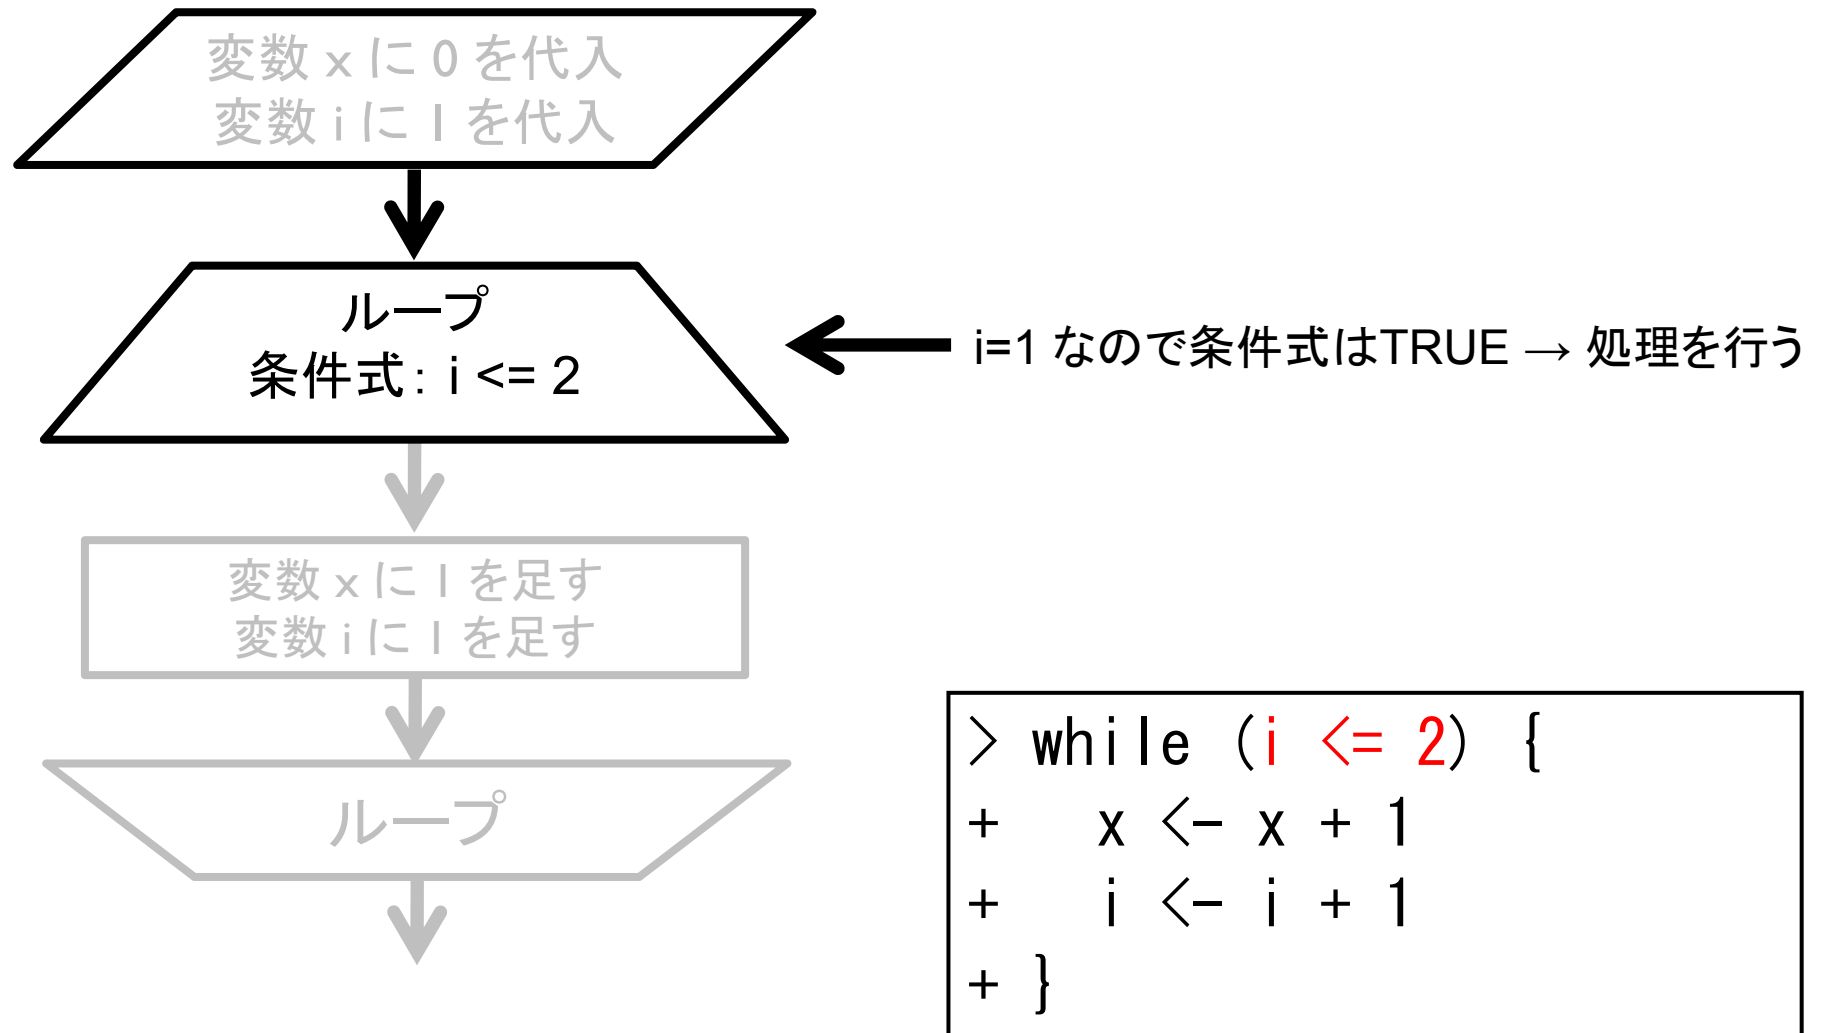 変数 x に 0 を代入
変数 i に 1 を代入
ループ
条件式： i <= 2
i=1 なので条件式はTRUE → 処理を行う
変数 x に 1 を足す
変数 i に 1 を足す
ループ
> while (i <= 2) {
+   x <- x + 1
+   i <- i + 1
+ }